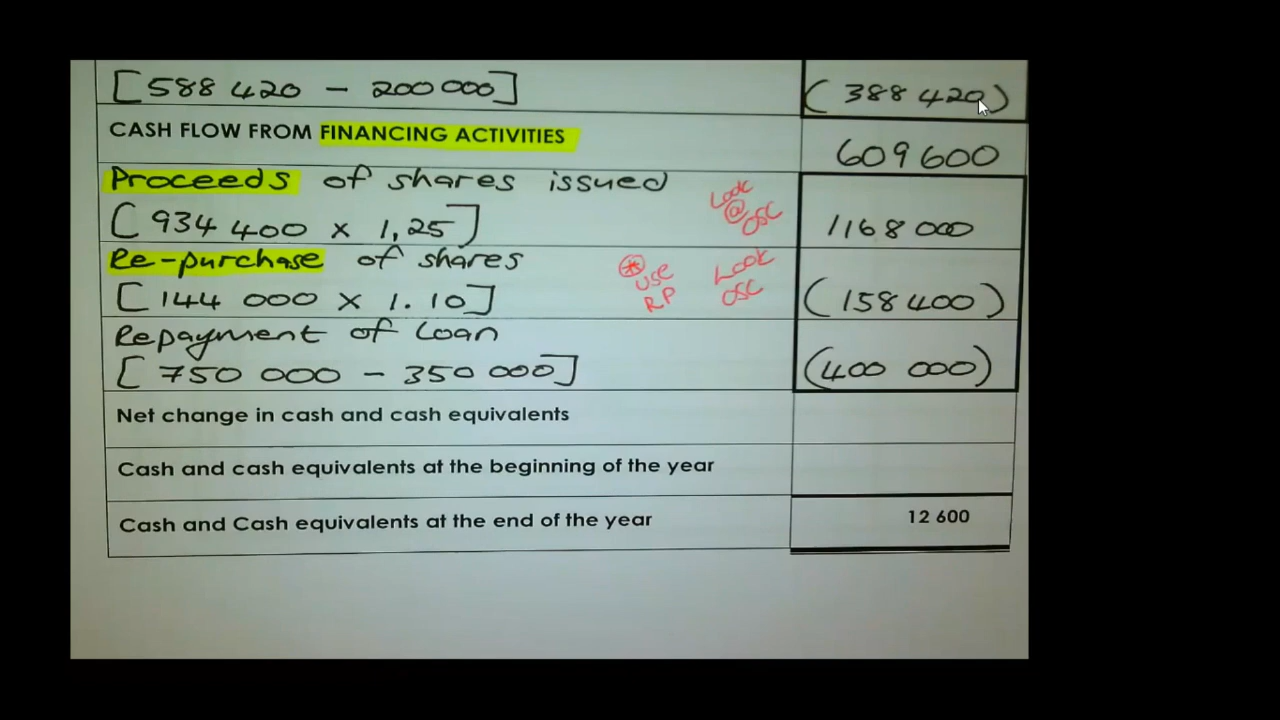 [588 420 - 200 000] (388 420)
CASH FLOW FROM FINANCING ACTIVITIES 609 600
Proceeds of shares issued
[934 400 x 1,25] Look @ OSC 1168 000
Re-purchase of shares
[144 000 x 1.10] * USE RP Look OSC (158 400)
Repayment of Loan
[750 000 - 350 000] (400 000)
Net change in cash and cash equivalents
Cash and cash equivalents at the beginning of the year
Cash and Cash equivalents at the end of the year 12 600